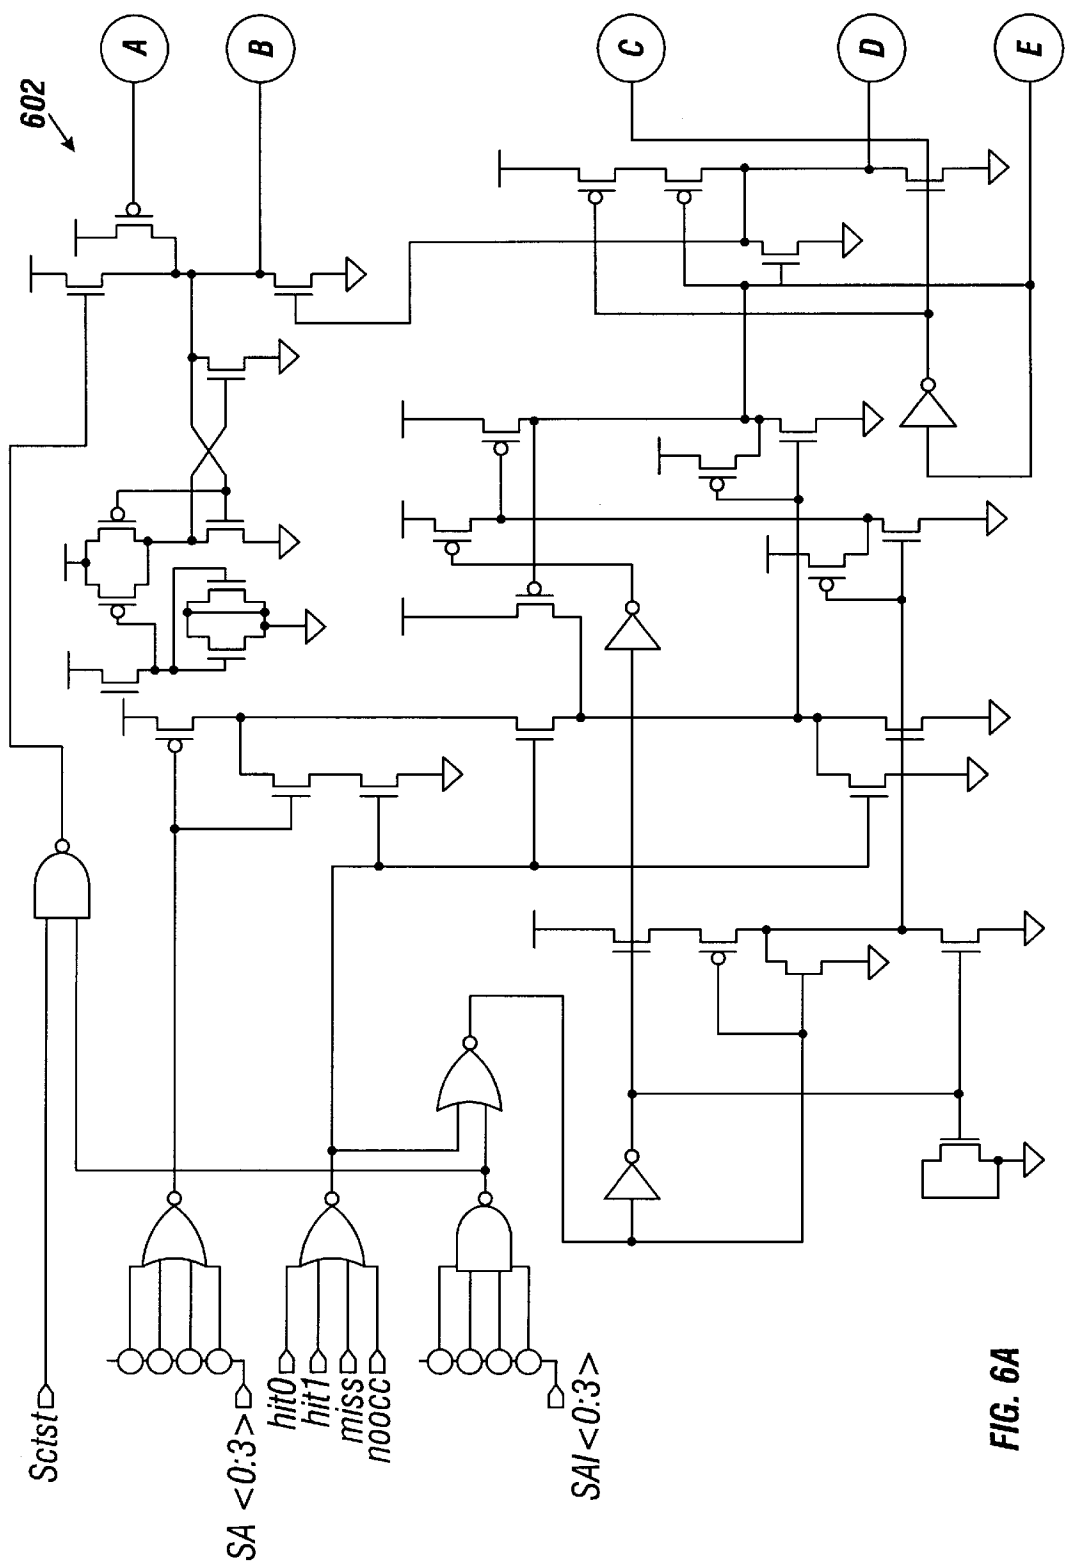 602
A
B
C
D
E
Sctst
SA <0:3>
hit0
hit1
miss
noocc
SAI <0:3>
FIG. 6A